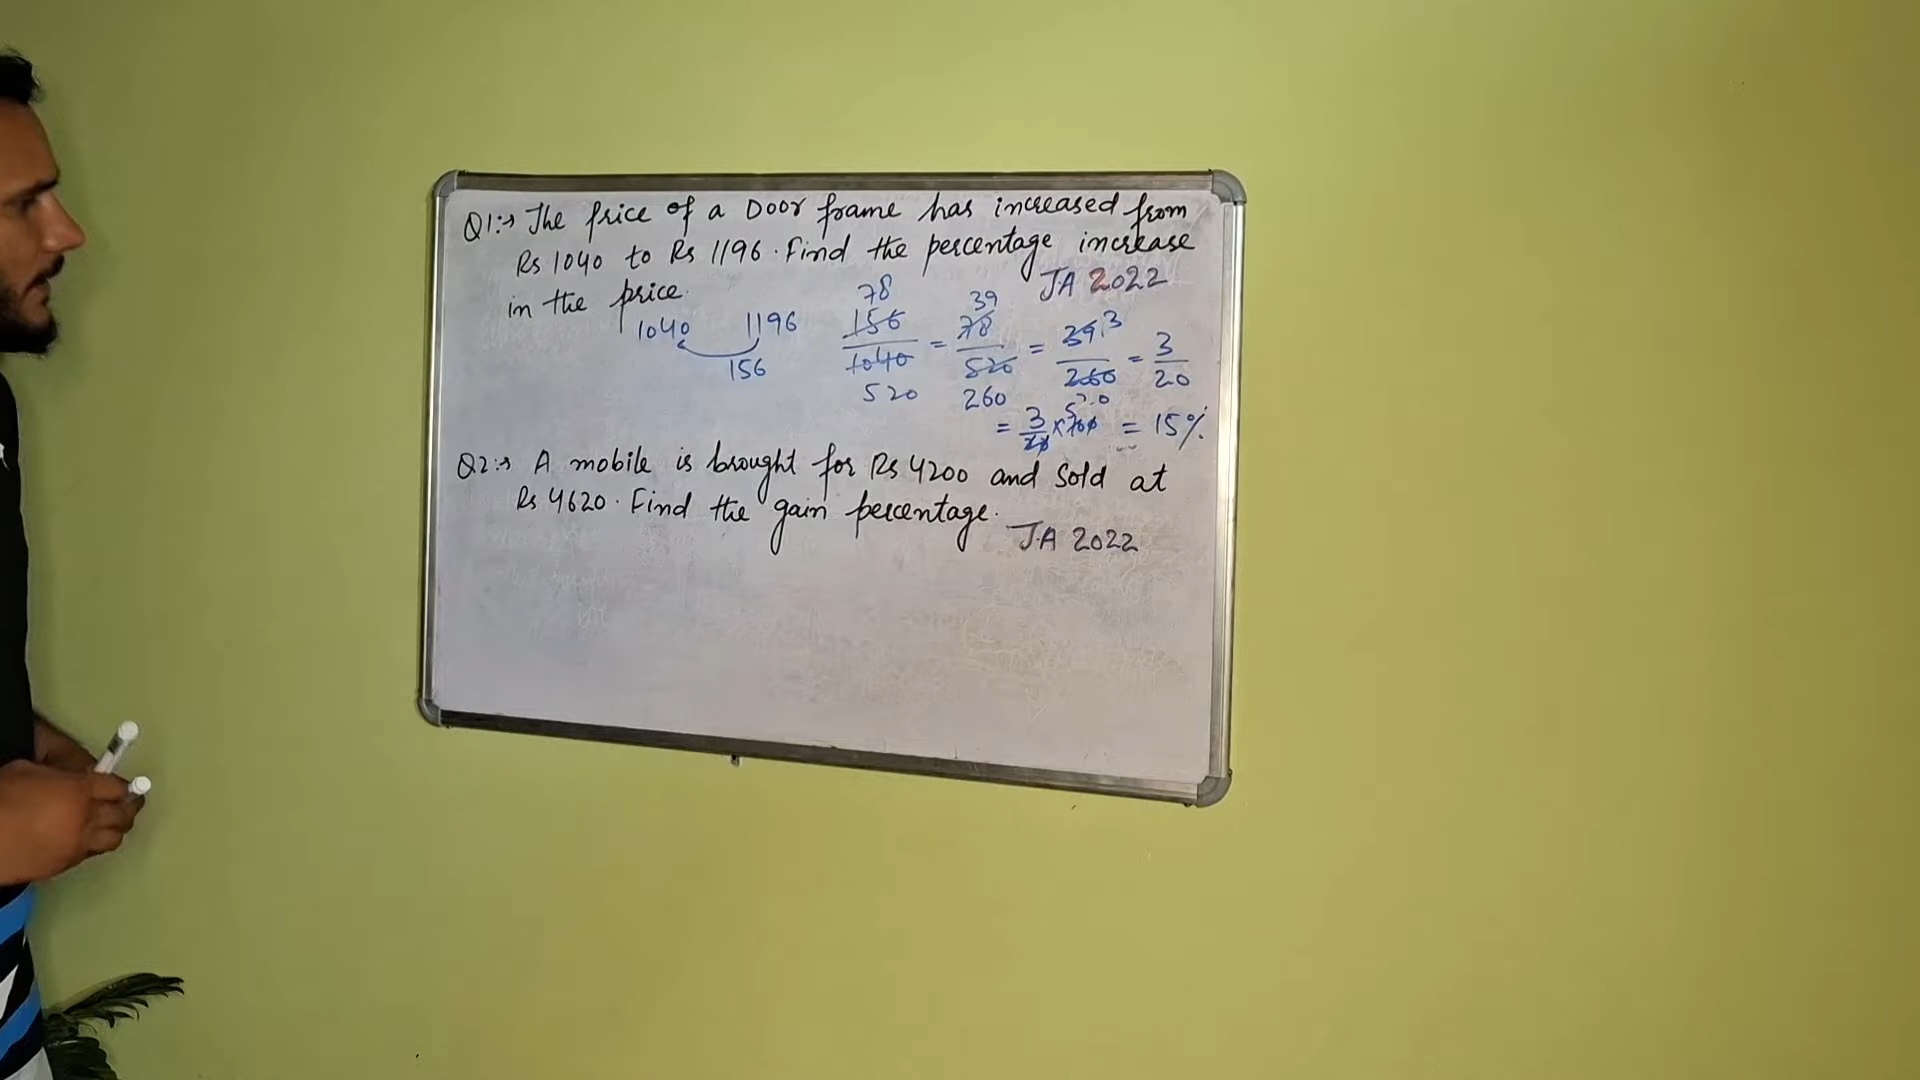 Q1:→ The price of a Door frame has increased from
Rs 1040 to Rs 1196. Find the percentage increase
in the price. JA 2022
1040 1196
156
78 39
156/1040 = 78/520 = 39 3/260 = 3/20
520 260 20
= 3/20 × 5 100 = 15%
Q2:→ A mobile is brought for Rs 4200 and Sold at
Rs 4620. Find the gain percentage.
J.A 2022